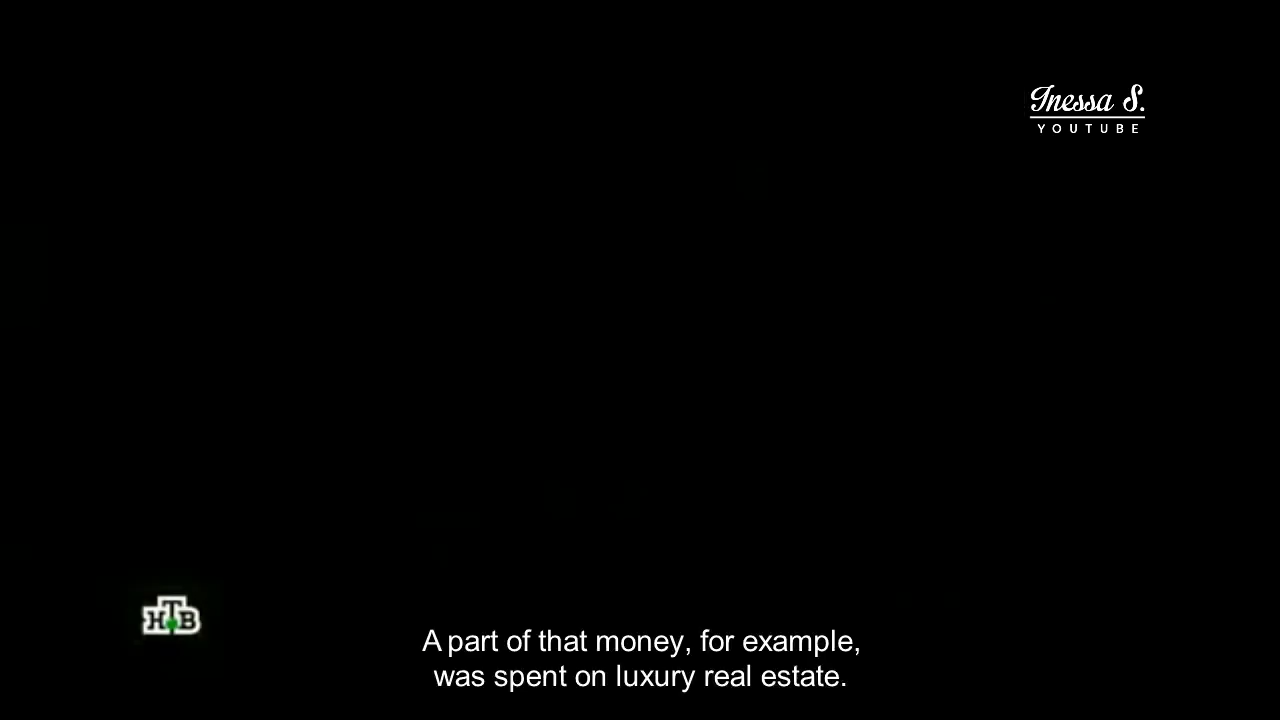 Inessa S.
YOUTUBE
НТВ
A part of that money, for example,
was spent on luxury real estate.